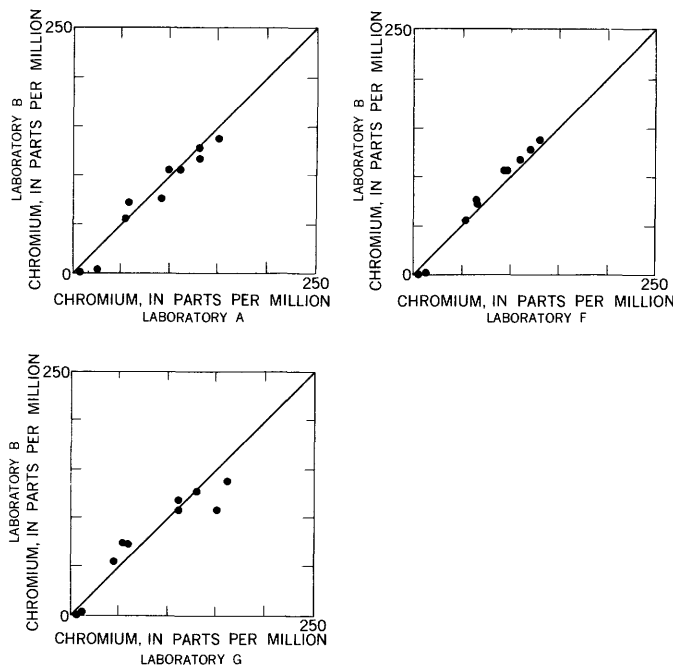 250
LABORATORY B
CHROMIUM, IN PARTS PER MILLION
0
250
CHROMIUM, IN PARTS PER MILLION
LABORATORY A
250
LABORATORY B
CHROMIUM, IN PARTS PER MILLION
0
250
CHROMIUM, IN PARTS PER MILLION
LABORATORY F
250
LABORATORY B
CHROMIUM, IN PARTS PER MILLION
0
250
CHROMIUM, IN PARTS PER MILLION
LABORATORY G